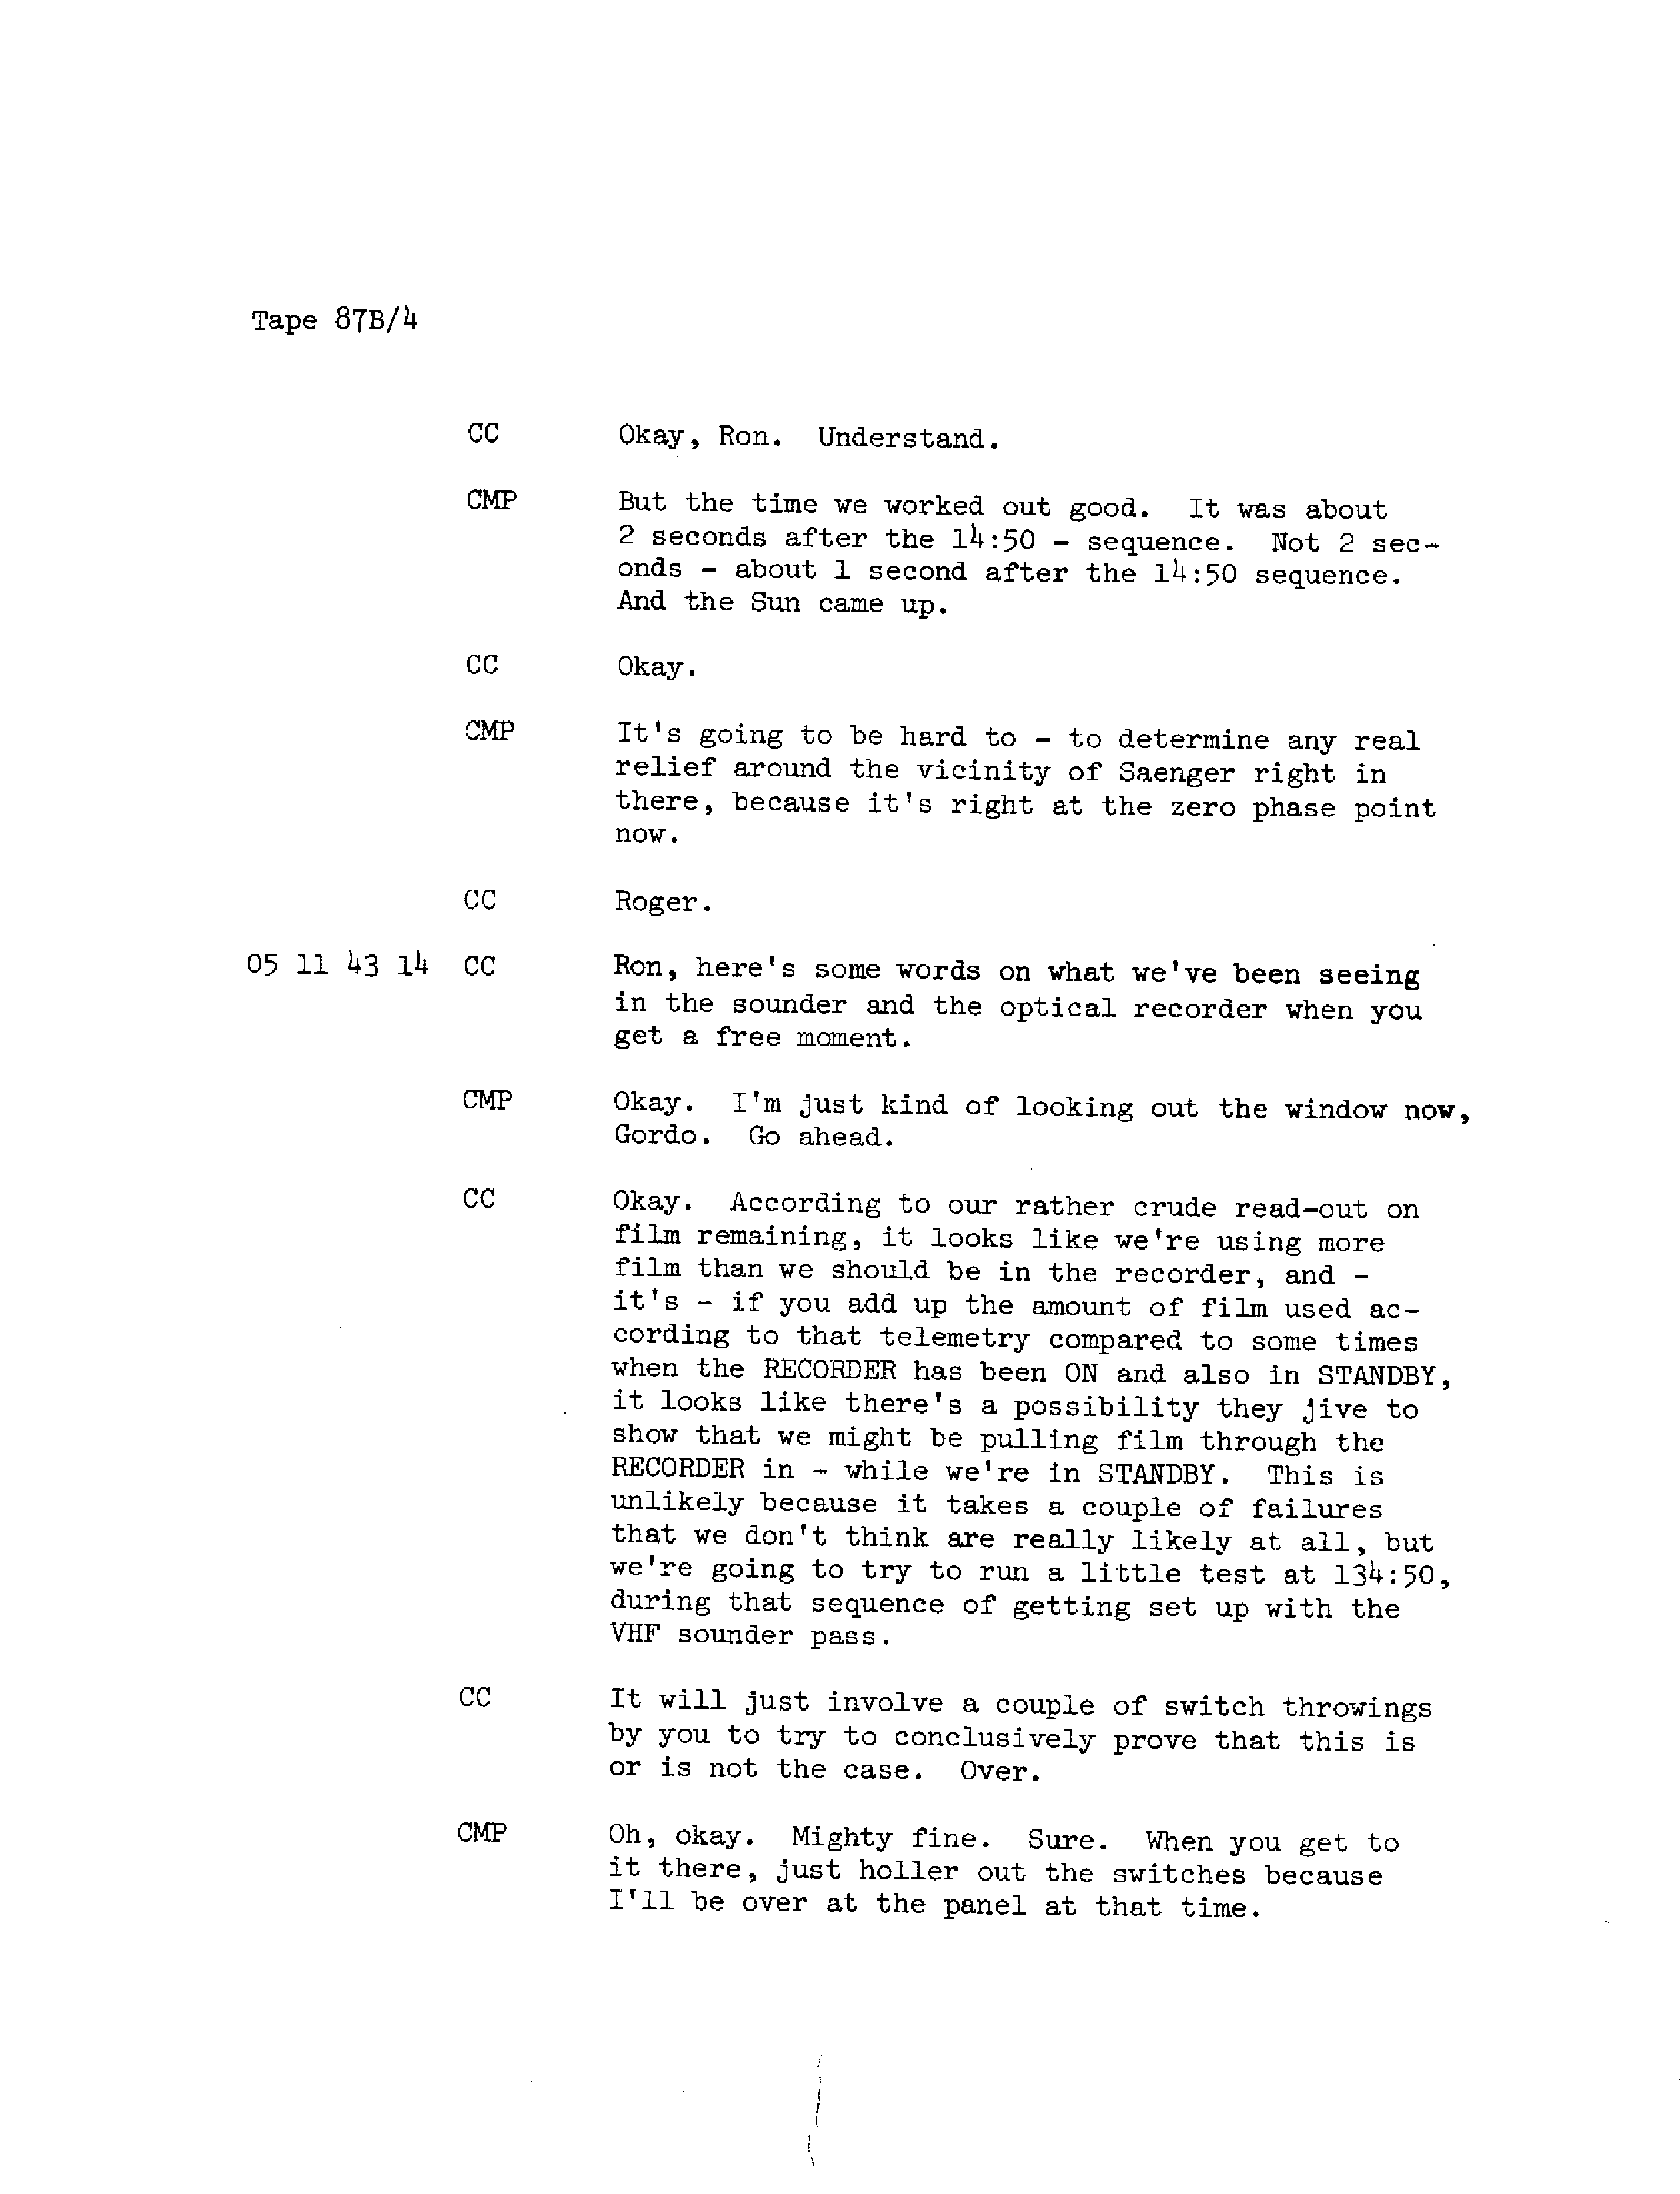 Tape 87B/4
CC Okay, Ron. Understand.
CMP But the time we worked out good. It was about
2 seconds after the 14:50 - sequence. Not 2 sec-
onds - about 1 second after the 14:50 sequence.
And the Sun came up.
CC Okay.
CMP It's going to be hard to - to determine any real
relief around the vicinity of Saenger right in
there, because it's right at the zero phase point
now.
CC Roger.
05 11 43 14 CC Ron, here's some words on what we've been seeing
in the sounder and the optical recorder when you
get a free moment.
CMP Okay. I'm just kind of looking out the window now,
Gordo. Go ahead.
CC Okay. According to our rather crude read-out on
film remaining, it looks like we're using more
film than we should be in the recorder, and -
it's - if you add up the amount of film used ac-
cording to that telemetry compared to some times
when the RECORDER has been ON and also in STANDBY,
it looks like there's a possibility they jive to
show that we might be pulling film through the
RECORDER in - while we're in STANDBY. This is
unlikely because it takes a couple of failures
that we don't think are really likely at all, but
we're going to try to run a little test at 134:50,
during that sequence of getting set up with the
VHF sounder pass.
CC It will just involve a couple of switch throwings
by you to try to conclusively prove that this is
or is not the case. Over.
CMP Oh, okay. Mighty fine. Sure. When you get to
it there, just holler out the switches because
I'll be over at the panel at that time.